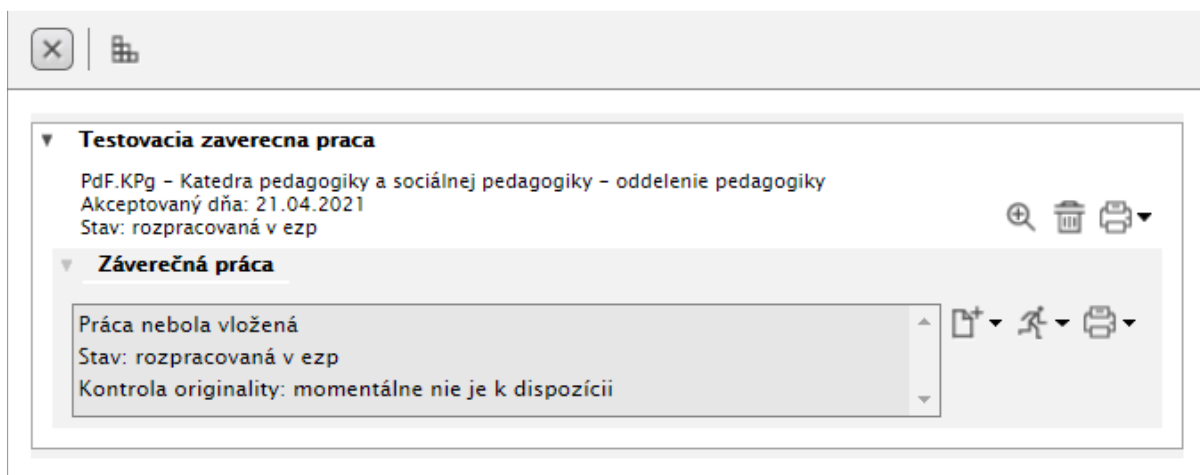 Testovacia zaverecna praca
PdF.KPg – Katedra pedagogiky a sociálnej pedagogiky – oddelenie pedagogiky
Akceptovaný dňa: 21.04.2021
Stav: rozpracovaná v ezp
Záverečná práca
Práca nebola vložená
Stav: rozpracovaná v ezp
Kontrola originality: momentálne nie je k dispozícii